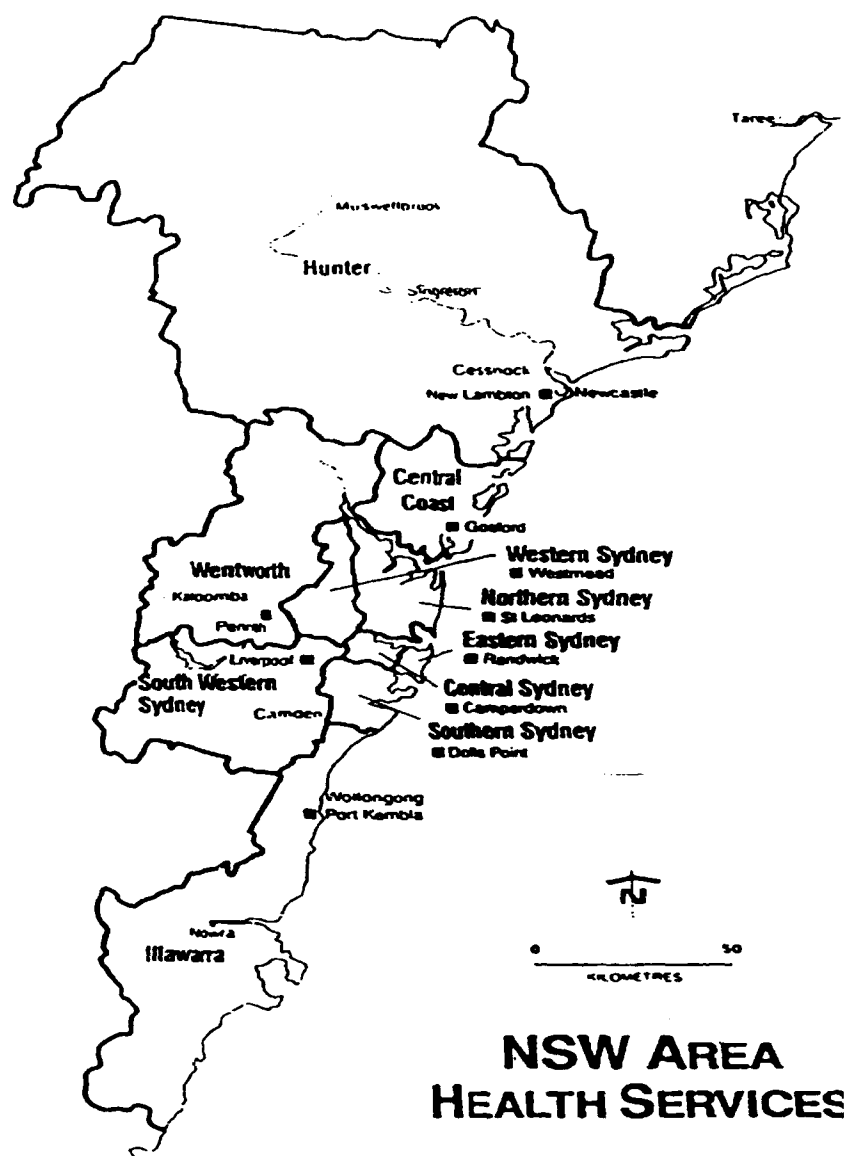 Taree
Muswellbrook
Hunter
Singleton
Cessnock
New Lambton
Newcastle
Central
Coast
Gosford
Western Sydney
Westmead
Wentworth
Katoomba
Northern Sydney
St Leonards
Penrith
Eastern Sydney
Randwick
Liverpool
South Western
Sydney
Central Sydney
Camperdown
Camden
Southern Sydney
Dolls Point
Wollongong
Port Kembla
N
Nowra
Illawarra
0 50
KILOMETRES
NSW AREA
HEALTH SERVICES